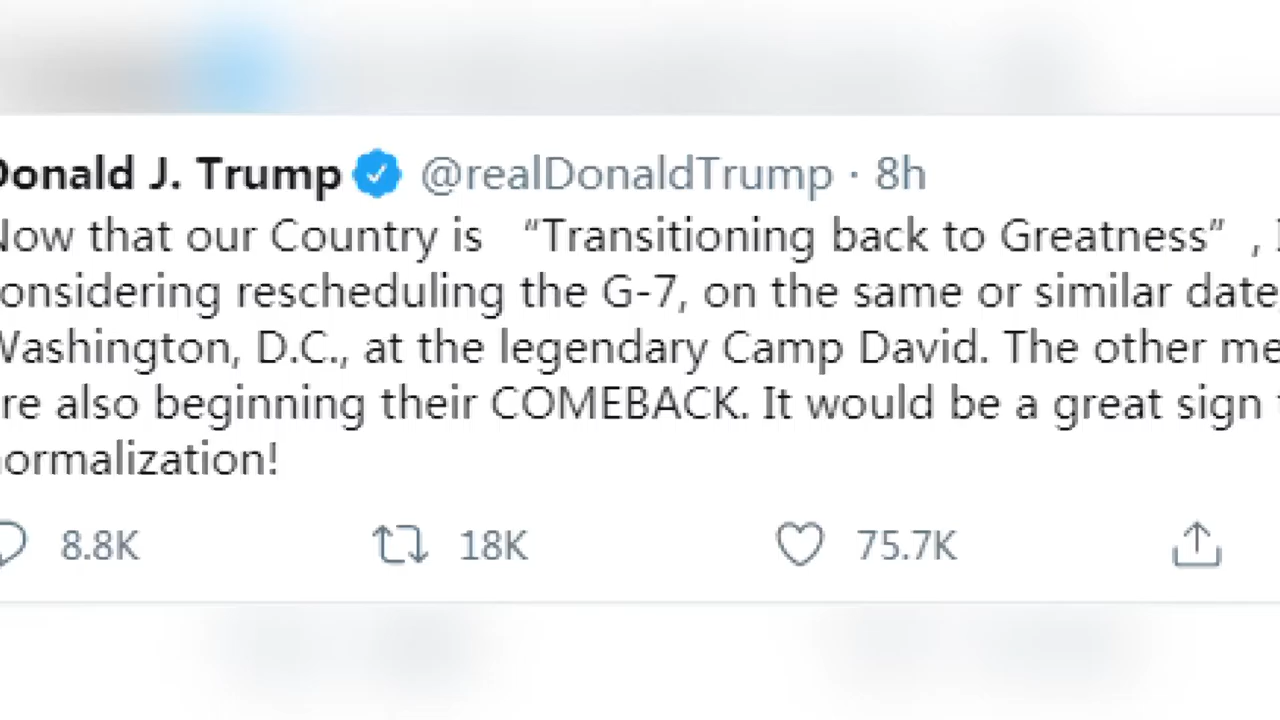 Donald J. Trump @realDonaldTrump · 8h
Now that our Country is “Transitioning back to Greatness” , I
onsidering rescheduling the G-7, on the same or similar date,
Washington, D.C., at the legendary Camp David. The other me
re also beginning their COMEBACK. It would be a great sign t
normalization!
8.8K 18K 75.7K